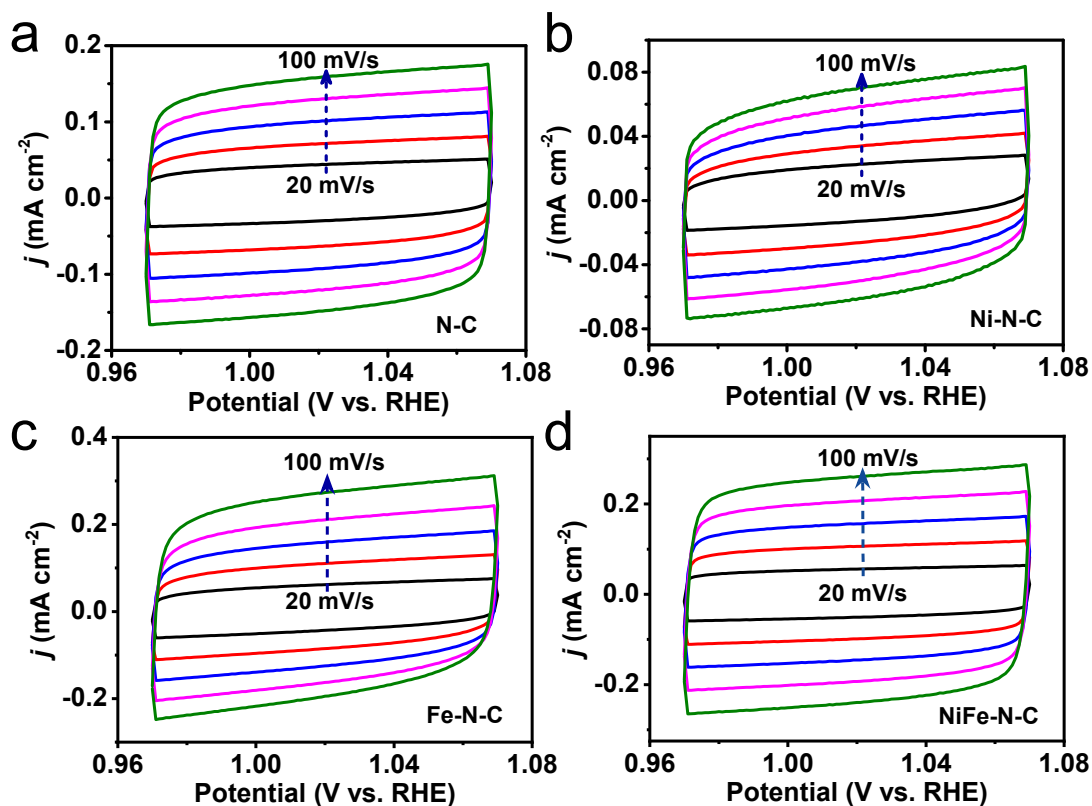 a
0.2
0.1
0.0
-0.1
-0.2
j (mA cm-2)
100 mV/s
20 mV/s
N-C
0.96
1.00
1.04
1.08
Potential (V vs. RHE)
b
0.08
0.04
0.00
-0.04
-0.08
j (mA cm-2)
100 mV/s
20 mV/s
Ni-N-C
0.96
1.00
1.04
1.08
Potential (V vs. RHE)
c
0.4
0.2
0.0
-0.2
j (mA cm-2)
100 mV/s
20 mV/s
Fe-N-C
0.96
1.00
1.04
1.08
Potential (V vs. RHE)
d
0.2
0.0
-0.2
j (mA cm-2)
100 mV/s
20 mV/s
NiFe-N-C
0.96
1.00
1.04
1.08
Potential (V vs. RHE)